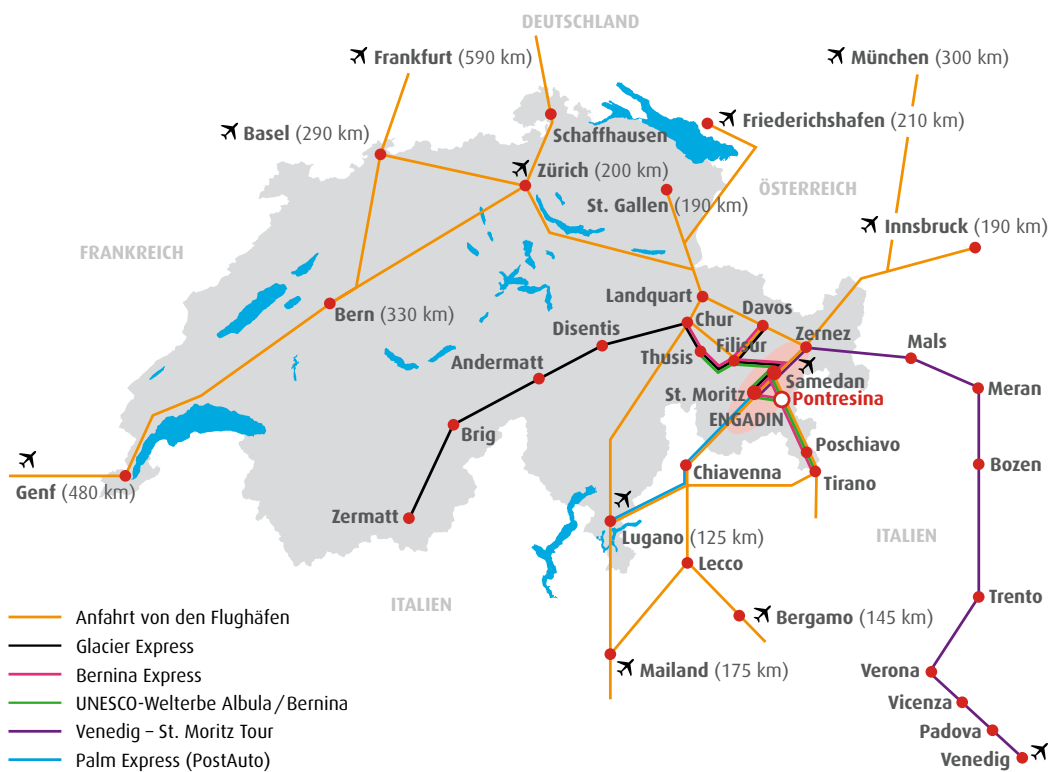 DEUTSCHLAND
Frankfurt (590 km)
München (300 km)
Basel (290 km)
Schaffhausen
Friederichshafen (210 km)
Zürich (200 km)
ÖSTERREICH
St. Gallen (190 km)
Innsbruck (190 km)
FRANKREICH
Landquart
Davos
Bern (330 km)
Chur
Disentis
Zernez
Filisur
Mals
Thusis
Andermatt
Samedan
Meran
St. Moritz
Pontresina
ENGADIN
Brig
Poschiavo
Chiavenna
Bozen
Tirano
Genf (480 km)
Zermatt
Lugano (125 km)
ITALIEN
Lecco
Trento
ITALIEN
Bergamo (145 km)
Mailand (175 km)
Verona
Vicenza
Padova
Venedig
Anfahrt von den Flughäfen
Glacier Express
Bernina Express
UNESCO-Welterbe Albula / Bernina
Venedig – St. Moritz Tour
Palm Express (PostAuto)